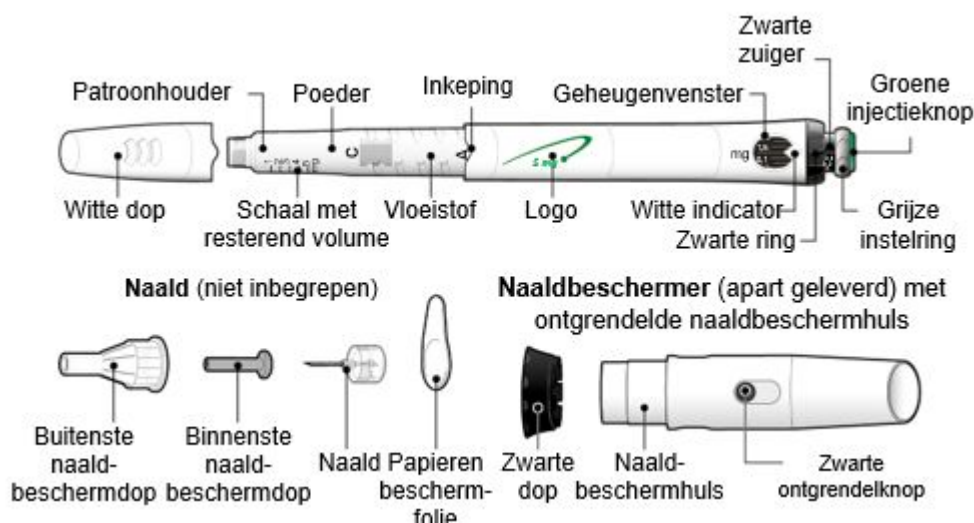 Zwarte
zuiger
Groene
injectieknop
Patroonhouder
Poeder
Inkeping
Geheugenvenster
C
A
5 mg
mg
Witte dop
Schaal met
resterend volume
Vloeistof
Logo
Witte indicator
Zwarte ring
Grijze
instelring
Naald (niet inbegrepen)
Naaldbeschermer (apart geleverd) met
ontgrendelde naaldbeschermhuls
Buitenste
naald-
beschermdop
Binnenste
naald-
beschermdop
Naald
Papieren
bescherm-
folie
Zwarte
dop
Naald-
beschermhuls
Zwarte
ontgrendelknop